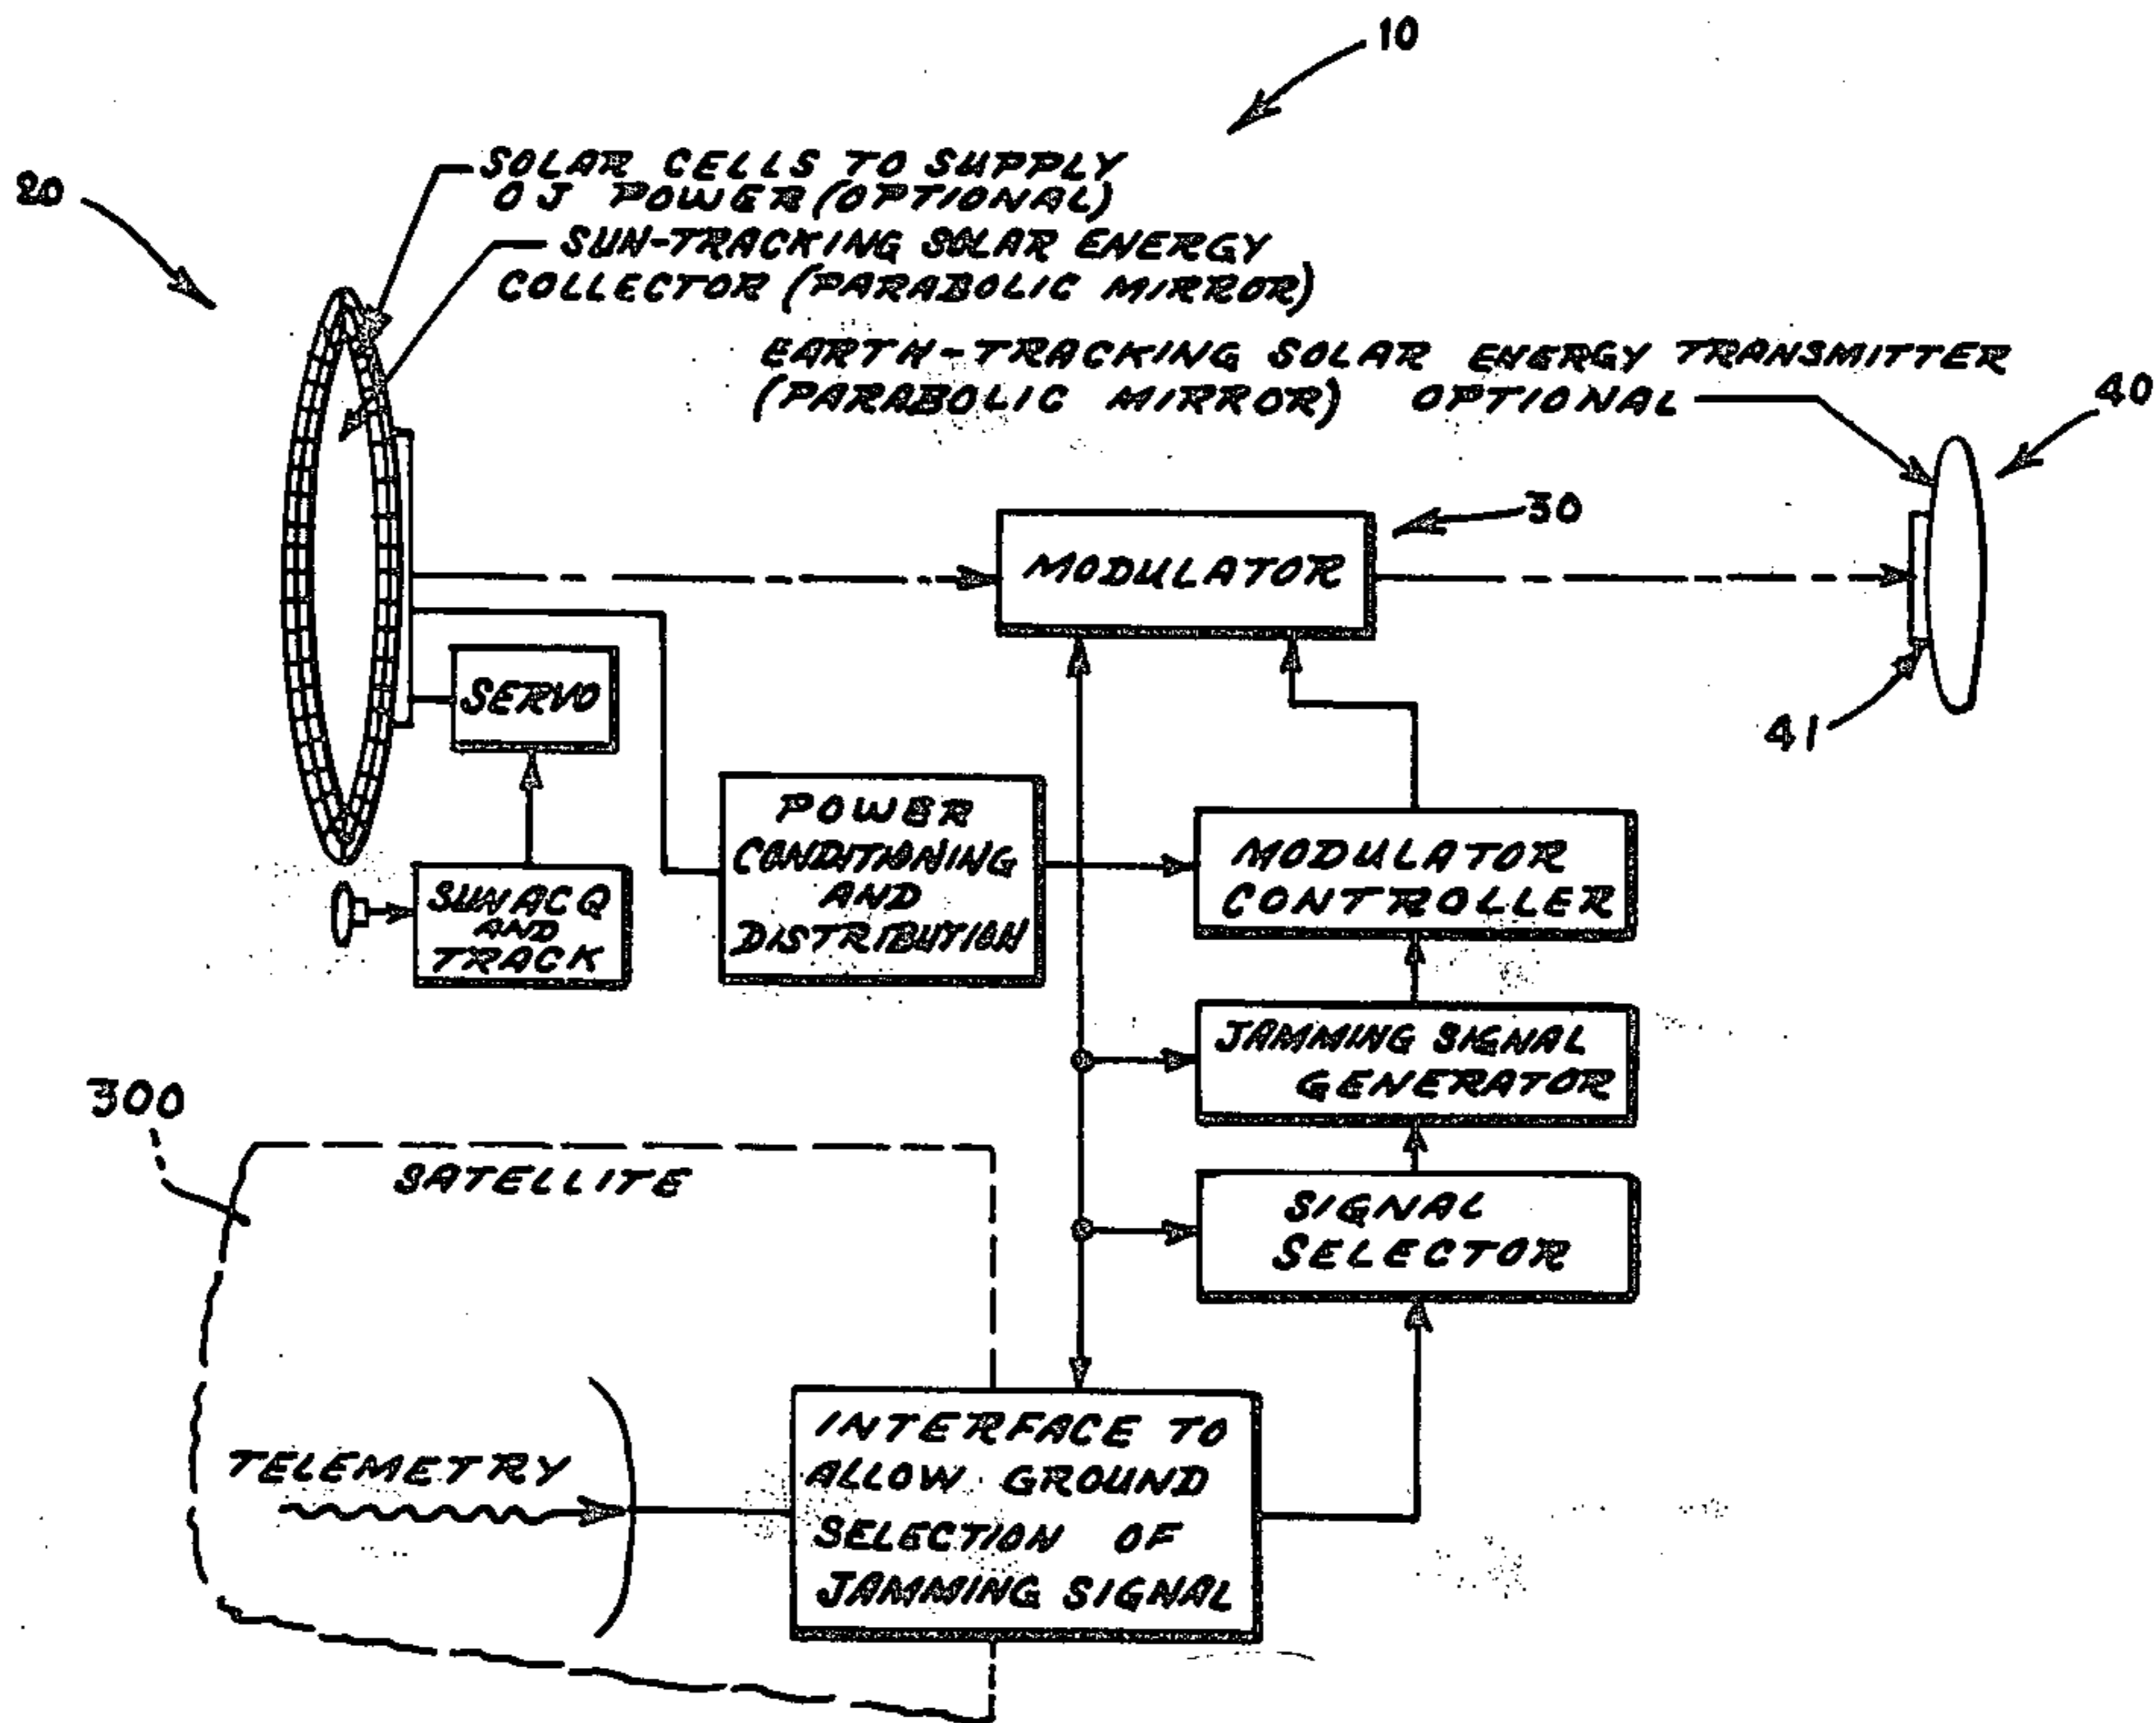 10
20
SOLAR CELLS TO SUPPLY
OJ POWER (OPTIONAL)
SUN-TRACKING SOLAR ENERGY
COLLECTOR (PARABOLIC MIRROR)
EARTH-TRACKING SOLAR ENERGY TRANSMITTER
(PARABOLIC MIRROR) OPTIONAL
40
30
MODULATOR
SERVO
41
POWER
CONDITIONING
AND
DISTRIBUTION
MODULATOR
CONTROLLER
SUN ACQ
AND
TRACK
JAMMING SIGNAL
GENERATOR
300
SATELLITE
SIGNAL
SELECTOR
TELEMETRY
INTERFACE TO
ALLOW GROUND
SELECTION OF
JAMMING SIGNAL